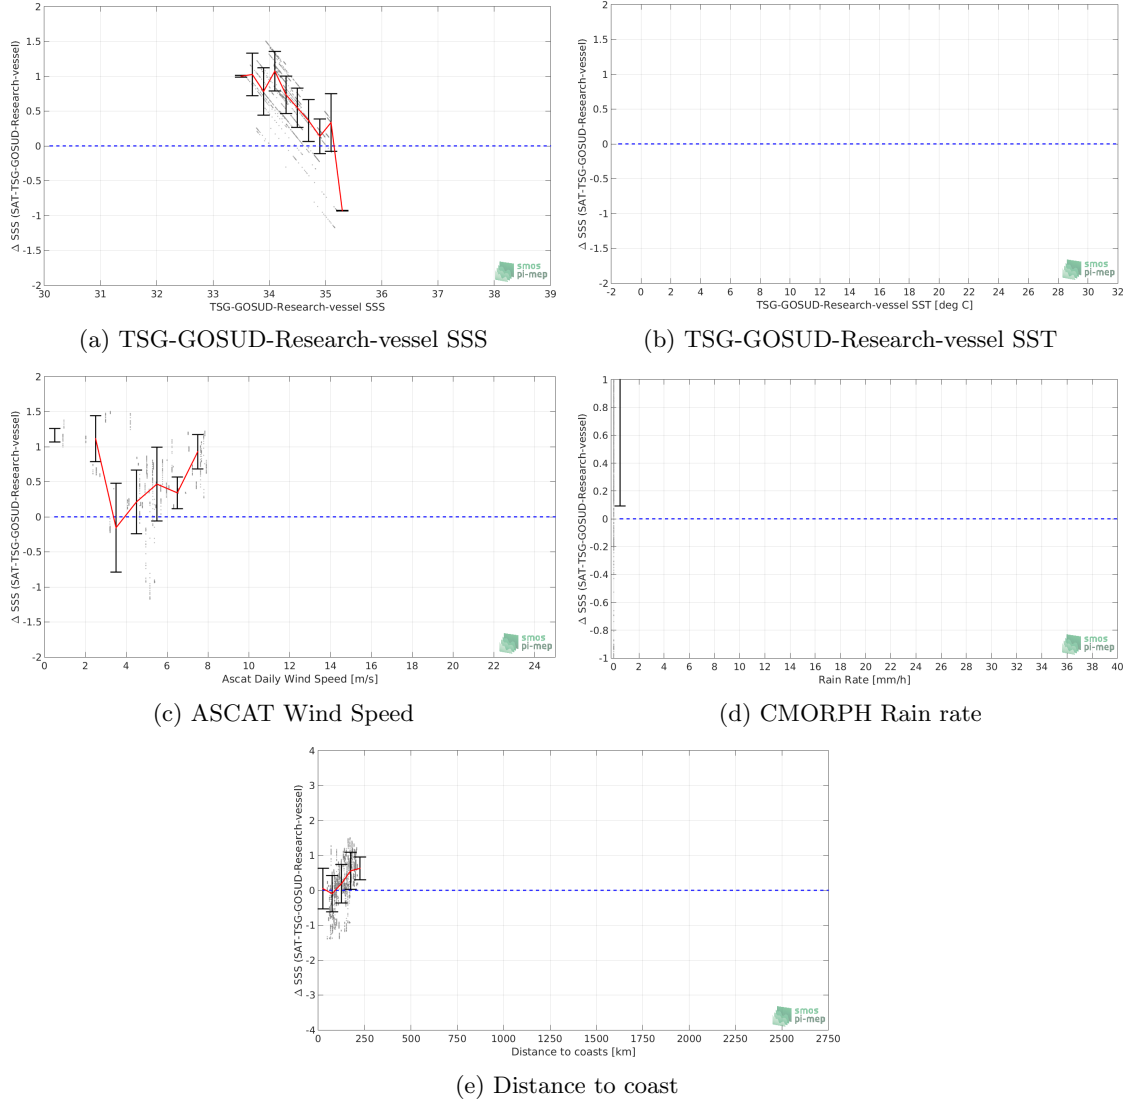 Δ SSS (SAT-TSG-GOSUD-Research-vessel)
2
1.5
1
0.5
0
-0.5
-1
-1.5
-2
30 31 32 33 34 35 36 37 38 39
TSG-GOSUD-Research-vessel SSS
smos
pi-mep
(a) TSG-GOSUD-Research-vessel SSS
Δ SSS (SAT-TSG-GOSUD-Research-vessel)
2
1.5
1
0.5
0
-0.5
-1
-1.5
-2
-2 0 2 4 6 8 10 12 14 16 18 20 22 24 26 28 30 32
TSG-GOSUD-Research-vessel SST [deg C]
smos
pi-mep
(b) TSG-GOSUD-Research-vessel SST
Δ SSS (SAT-TSG-GOSUD-Research-vessel)
2
1.5
1
0.5
0
-0.5
-1
-1.5
-2
0 2 4 6 8 10 12 14 16 18 20 22 24
Ascat Daily Wind Speed [m/s]
smos
pi-mep
(c) ASCAT Wind Speed
Δ SSS (SAT-TSG-GOSUD-Research-vessel)
1
0.8
0.6
0.4
0.2
0
-0.2
-0.4
-0.6
-0.8
-1
0 2 4 6 8 10 12 14 16 18 20 22 24 26 28 30 32 34 36 38 40
Rain Rate [mm/h]
smos
pi-mep
(d) CMORPH Rain rate
Δ SSS (SAT-TSG-GOSUD-Research-vessel)
4
3
2
1
0
-1
-2
-3
-4
0 250 500 750 1000 1250 1500 1750 2000 2250 2500 2750
Distance to coasts [km]
smos
pi-mep
(e) Distance to coast